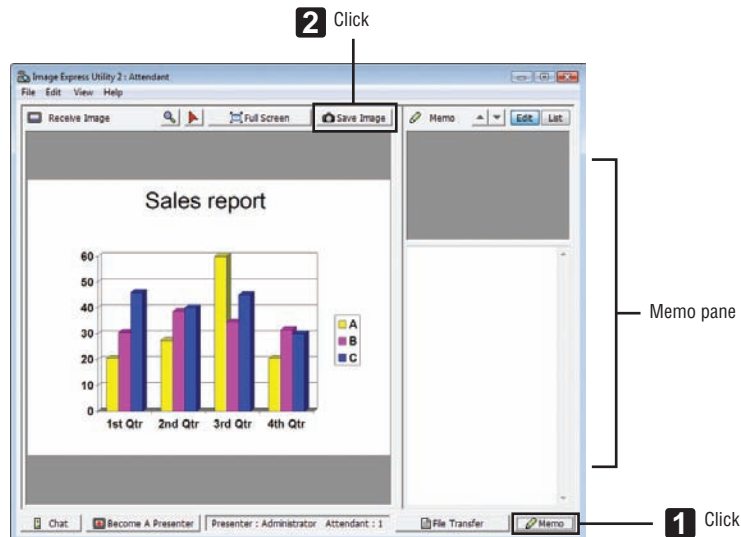 2 Click
Image Express Utility 2 : Attendant
File Edit View Help
Receive Image Full Screen Save Image Memo Edit List
Sales report
60
50
40
30
20
10
0
1st Qtr 2nd Qtr 3rd Qtr 4th Qtr
A
B
C
Memo pane
Chat Become A Presenter Presenter : Administrator Attendant : 1 File Transfer Memo
1 Click